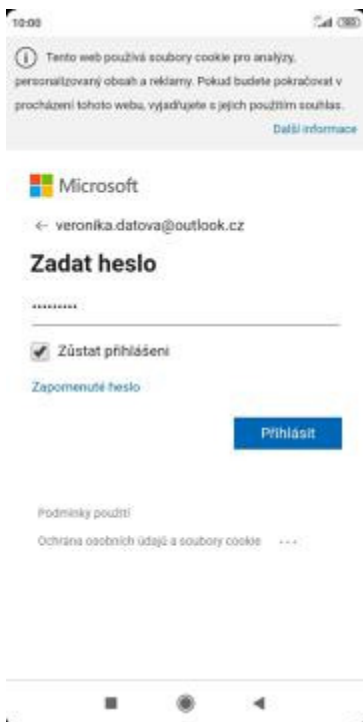 10:00
Tento web používá soubory cookie pro analýzy,
personalizovaný obsah a reklamy. Pokud budete pokračovat v
procházení tohoto webu, vyjadřujete s jejich použitím souhlas.
Další informace
Microsoft
← veronika.datova@outlook.cz
Zadat heslo
•••••••••
Zůstat přihlášeni
Zapomenuté heslo
Přihlásit
Podmínky použití
Ochrana osobních údajů a soubory cookie ...